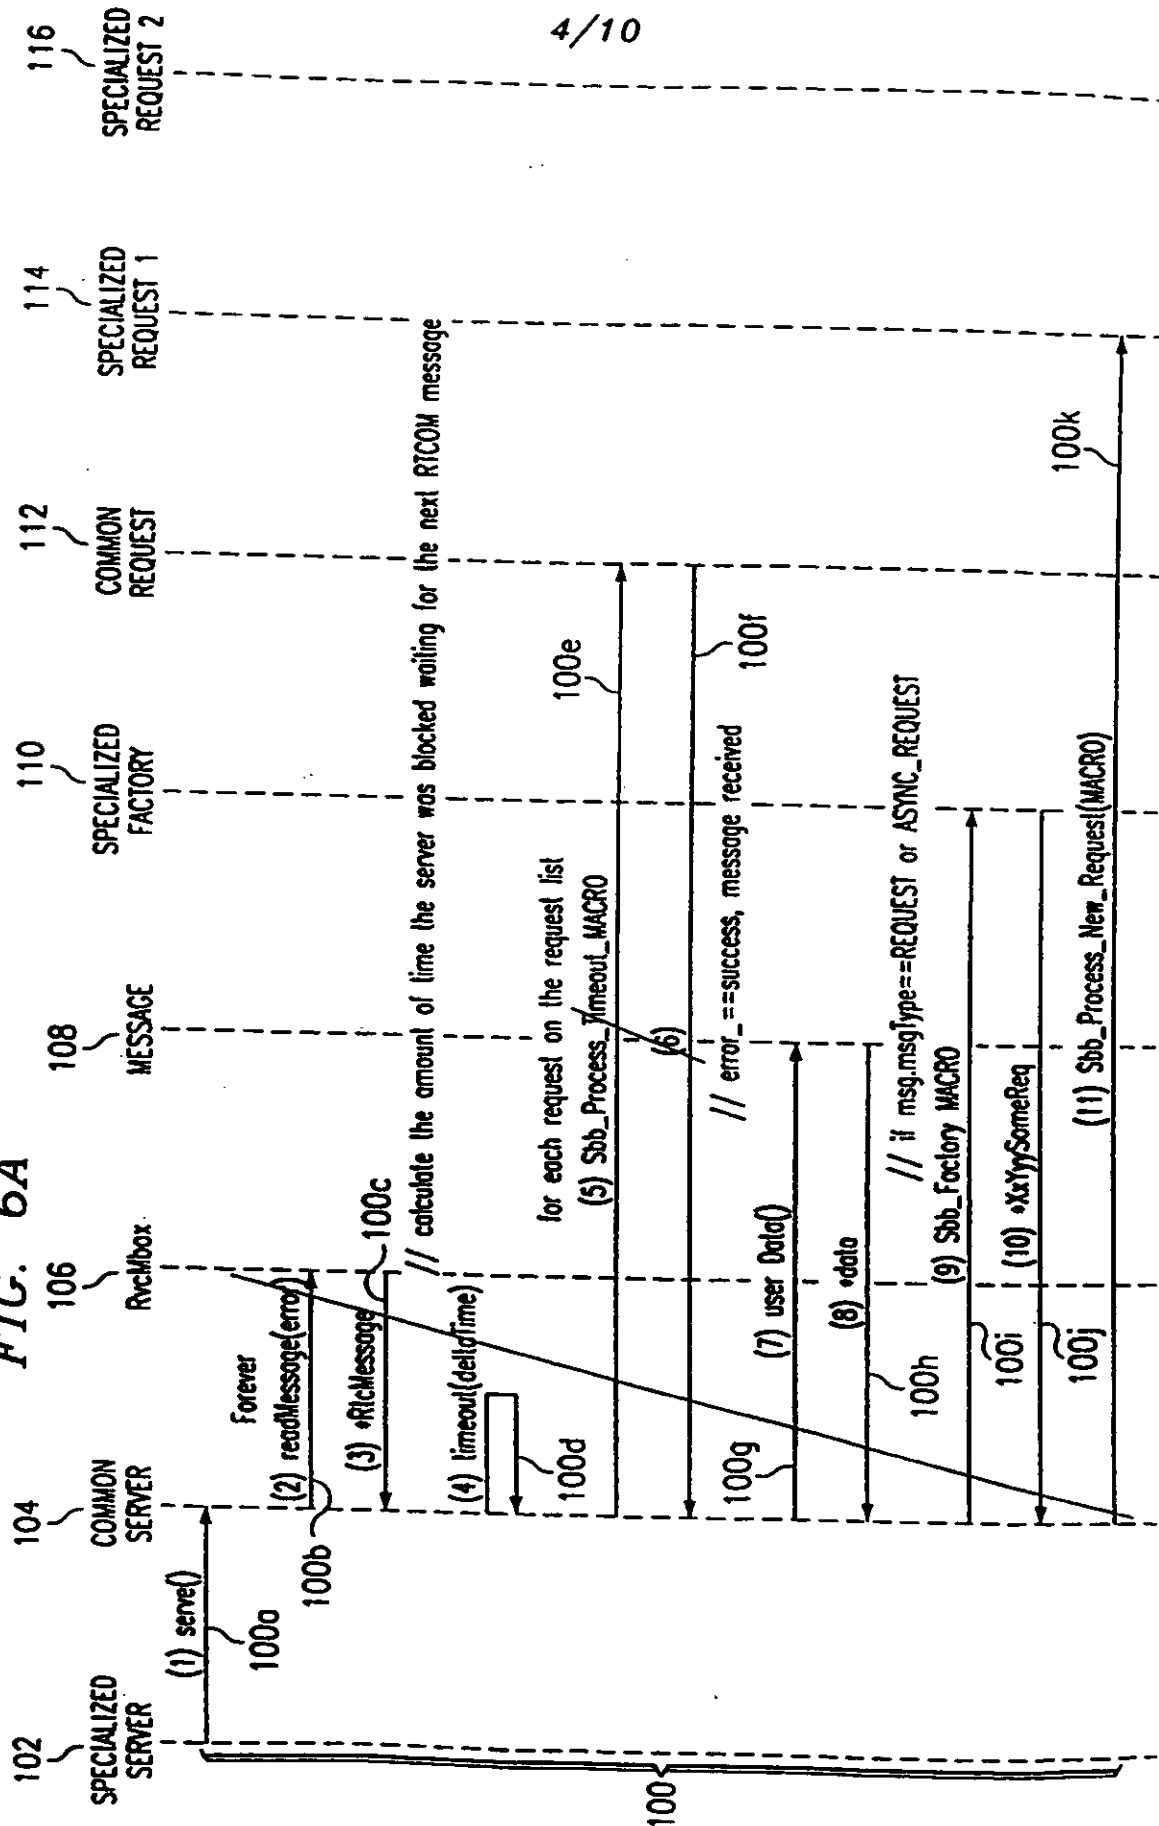 4/10
FIG. 6A
102
SPECIALIZED
SERVER
104
COMMON
SERVER
106
RvcMbox
108
MESSAGE
110
SPECIALIZED
FACTORY
112
COMMON
REQUEST
114
SPECIALIZED
REQUEST 1
116
SPECIALIZED
REQUEST 2
(1) serve()
100a
Forever
(2) readMessage(error)
100b
(3) *RtcMessage
100c
// calculate the amount of time the server was blocked waiting for the next RTCOM message
(4) timeout(deltaTime)
100d
for each request on the request list
(5) Sbb_Process_Timeout_MACRO
100e
(6)
100f
// error_==success, message received
(7) user Data()
100g
(8) *data
100h
// if msg.msgType==REQUEST or ASYNC_REQUEST
(9) Sbb_Factory MACRO
100i
(10) *XxYyySomeReq
100j
(11) Sbb_Process_New_Request(MACRO)
100k
100